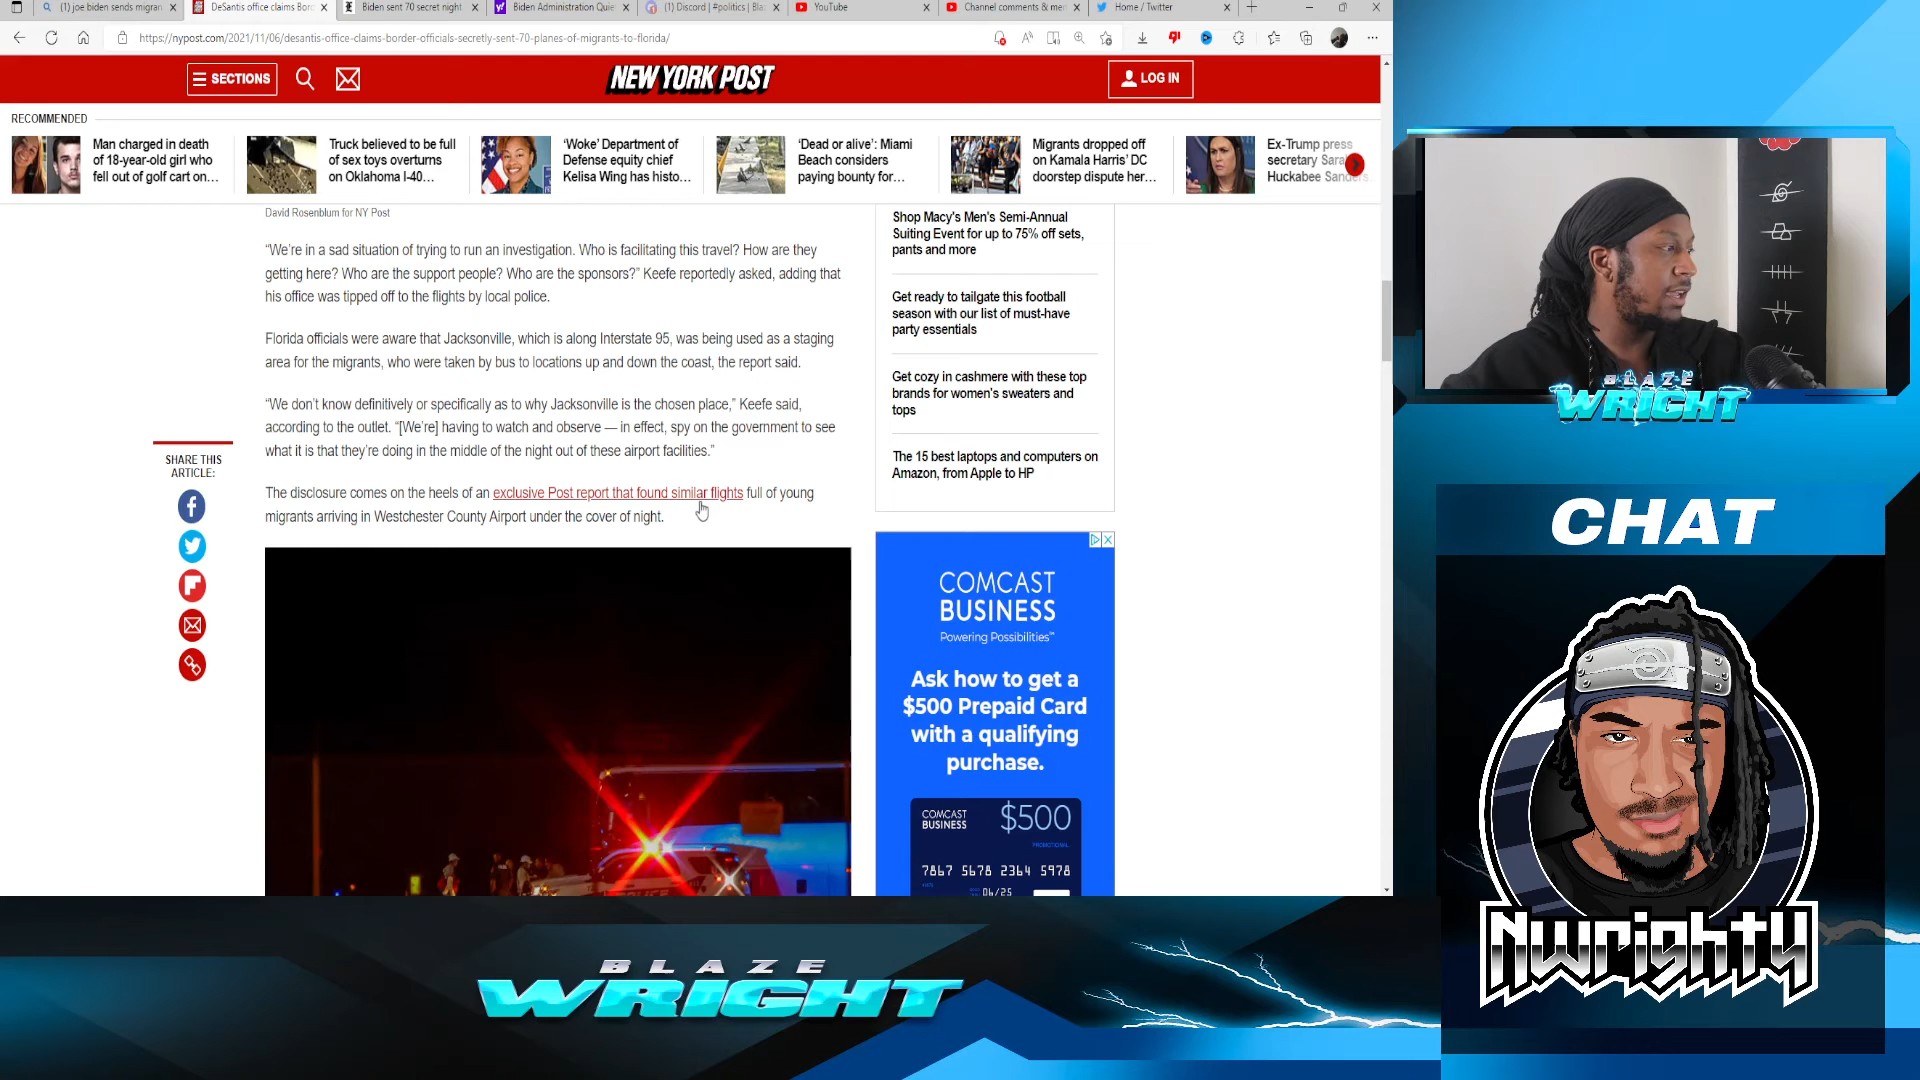 (1) joe biden sends migran
DeSantis office claims Bor
Biden sent 70 secret night
Biden Administration Quie
(1) Discord | #politics | Bla
YouTube
Channel comments & me
Home / Twitter
https://nypost.com/2021/11/06/desantis-office-claims-border-officials-secretly-sent-70-planes-of-migrants-to-florida/
SECTIONS
NEW YORK POST
LOG IN
RECOMMENDED
Man charged in death
of 18-year-old girl who
fell out of golf cart on...
Truck believed to be full
of sex toys overturns
on Oklahoma I-40...
‘Woke’ Department of
Defense equity chief
Kelisa Wing has histo...
‘Dead or alive’: Miami
Beach considers
paying bounty for...
Migrants dropped off
on Kamala Harris’ DC
doorstep dispute her...
Ex-Trump press
secretary Sara
Huckabee Sanders
David Rosenblum for NY Post
“We’re in a sad situation of trying to run an investigation. Who is facilitating this travel? How are they
getting here? Who are the support people? Who are the sponsors?” Keefe reportedly asked, adding that
his office was tipped off to the flights by local police.
Florida officials were aware that Jacksonville, which is along Interstate 95, was being used as a staging
area for the migrants, who were taken by bus to locations up and down the coast, the report said.
“We don’t know definitively or specifically as to why Jacksonville is the chosen place,” Keefe said,
according to the outlet. “[We’re] having to watch and observe — in effect, spy on the government to see
what it is that they’re doing in the middle of the night out of these airport facilities.”
The disclosure comes on the heels of an exclusive Post report that found similar flights full of young
migrants arriving in Westchester County Airport under the cover of night.
SHARE THIS
ARTICLE:
Shop Macy's Men's Semi-Annual
Suiting Event for up to 75% off sets,
pants and more
Get ready to tailgate this football
season with our list of must-have
party essentials
Get cozy in cashmere with these top
brands for women's sweaters and
tops
The 15 best laptops and computers on
Amazon, from Apple to HP
COMCAST
BUSINESS
Powering Possibilities™
Ask how to get a
$500 Prepaid Card
with a qualifying
purchase.
COMCAST
BUSINESS
$500
PROMOTIONAL
7867 5678 2364 5978
06/25
BLAZE
WRIGHT
CHAT
Nwrighty
BLAZE
WRIGHT